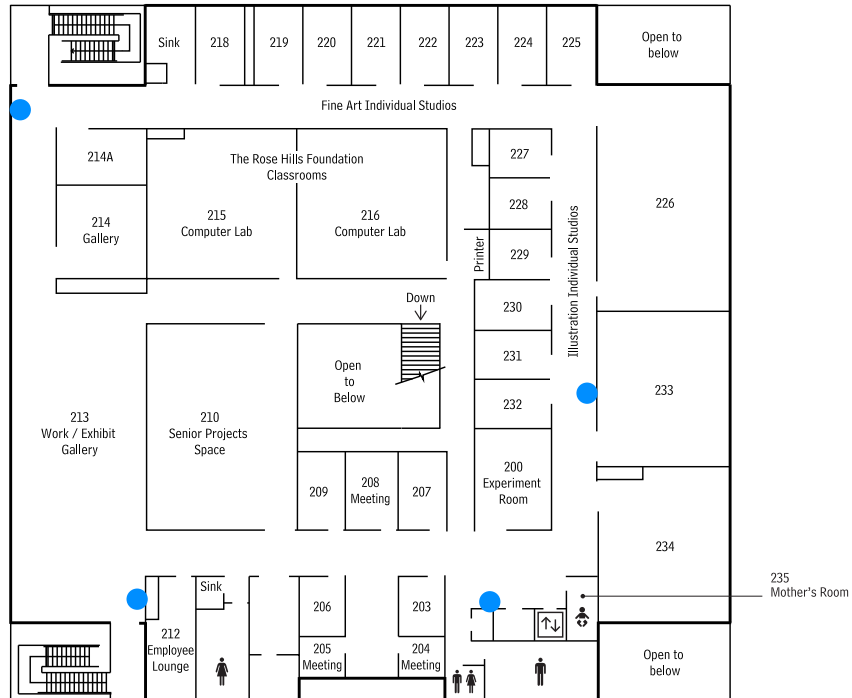 Sink
218
219
220
221
222
223
224
225
Open to
below
Fine Art Individual Studios
214A
The Rose Hills Foundation
Classrooms
227
215
Computer Lab
216
Computer Lab
228
226
214
Gallery
Printer
229
Illustration Individual Studios
Down
230
231
Open
to
Below
233
232
213
Work / Exhibit
Gallery
210
Senior Projects
Space
200
Experiment
Room
209
208
Meeting
207
234
235
Mother's Room
Sink
206
203
212
Employee
Lounge
205
Meeting
204
Meeting
Open to
below